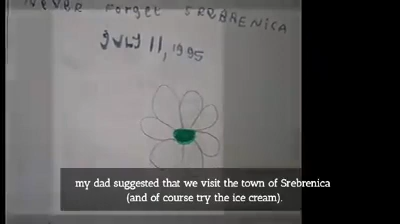 NEVER Forget SREBRENICA
JULY 11, 1995
my dad suggested that we visit the town of Srebrenica
(and of course try the ice cream).